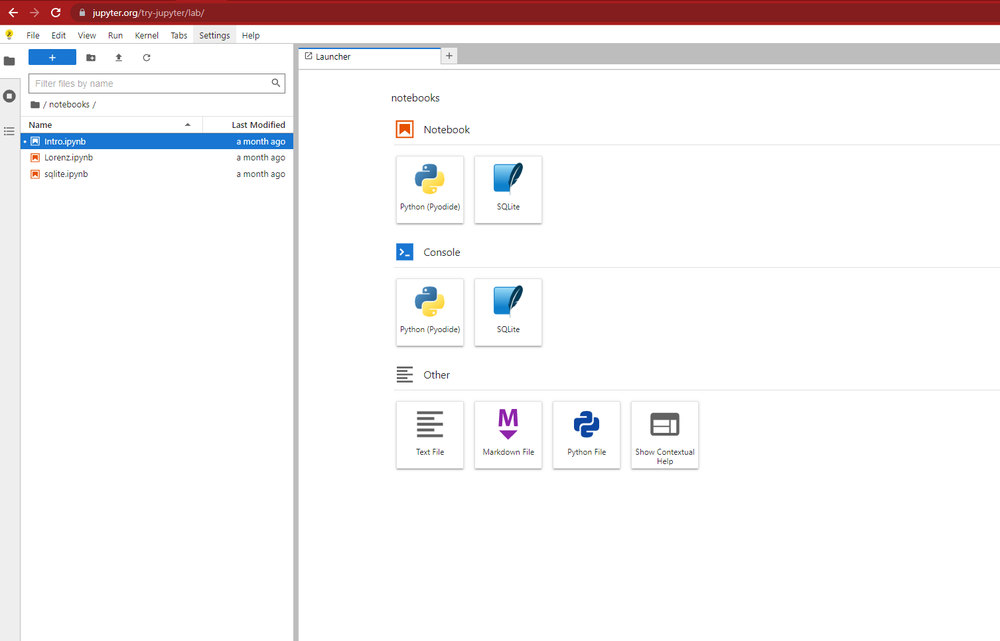 jupyter.org/try-jupyter/lab/
File Edit View Run Kernel Tabs Settings Help
+
Launcher
+
Filter files by name
/ notebooks /
Name Last Modified
Intro.ipynb a month ago
Lorenz.ipynb a month ago
sqlite.ipynb a month ago
notebooks
Notebook
Python (Pyodide) SQLite
Console
Python (Pyodide) SQLite
Other
M
Text File Markdown File Python File Show Contextual
Help